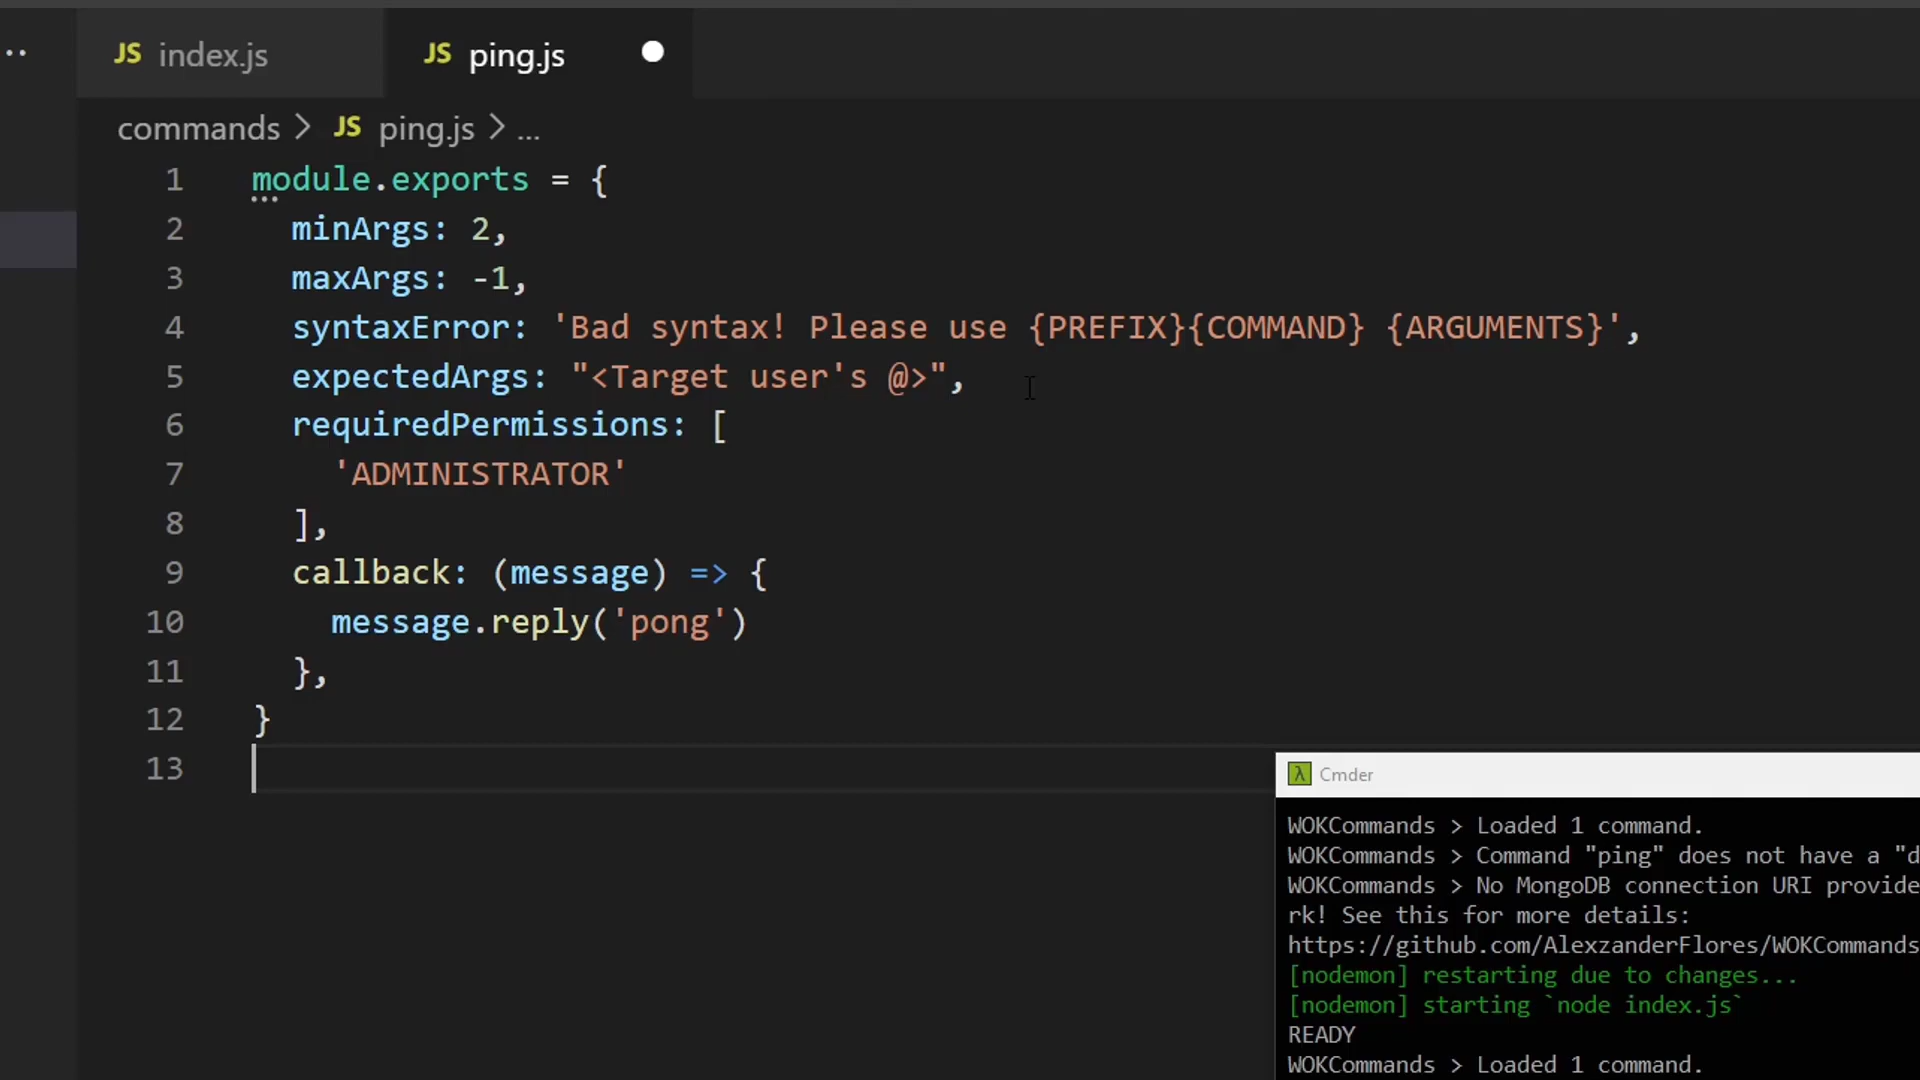 JS index.js
JS ping.js
commands > JS ping.js > ...
1 module.exports = {
2 minArgs: 2,
3 maxArgs: -1,
4 syntaxError: 'Bad syntax! Please use {PREFIX}{COMMAND} {ARGUMENTS}',
5 expectedArgs: "<Target user's @>",
6 requiredPermissions: [
7 'ADMINISTRATOR'
8 ],
9 callback: (message) => {
10 message.reply('pong')
11 },
12 }
13
λ Cmder
WOKCommands > Loaded 1 command.
WOKCommands > Command "ping" does not have a "d
WOKCommands > No MongoDB connection URI provide
rk! See this for more details:
https://github.com/AlexzanderFlores/WOKCommands
[nodemon] restarting due to changes...
[nodemon] starting `node index.js`
READY
WOKCommands > Loaded 1 command.